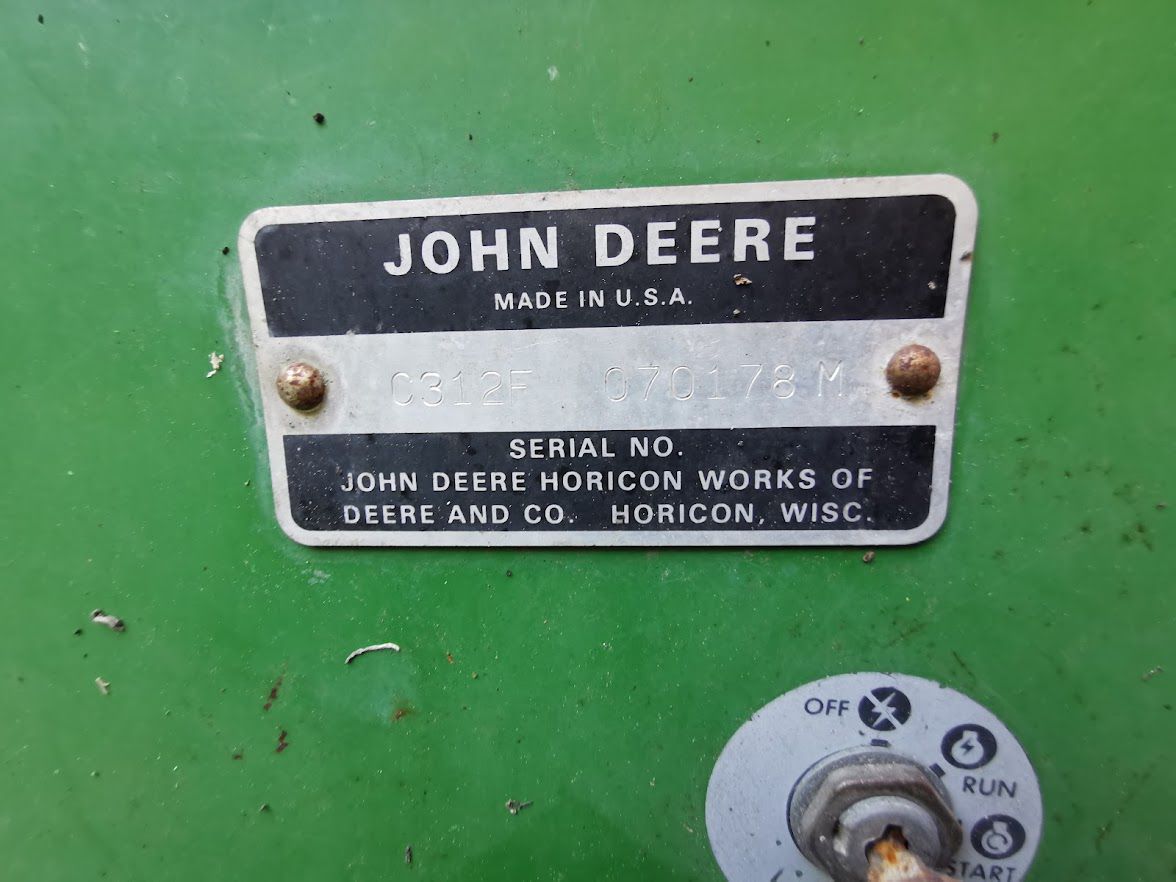 JOHN DEERE
MADE IN U.S.A.
C312F 070178 M
SERIAL NO.
JOHN DEERE HORICON WORKS OF
DEERE AND CO. HORICON, WISC.
OFF
RUN
START